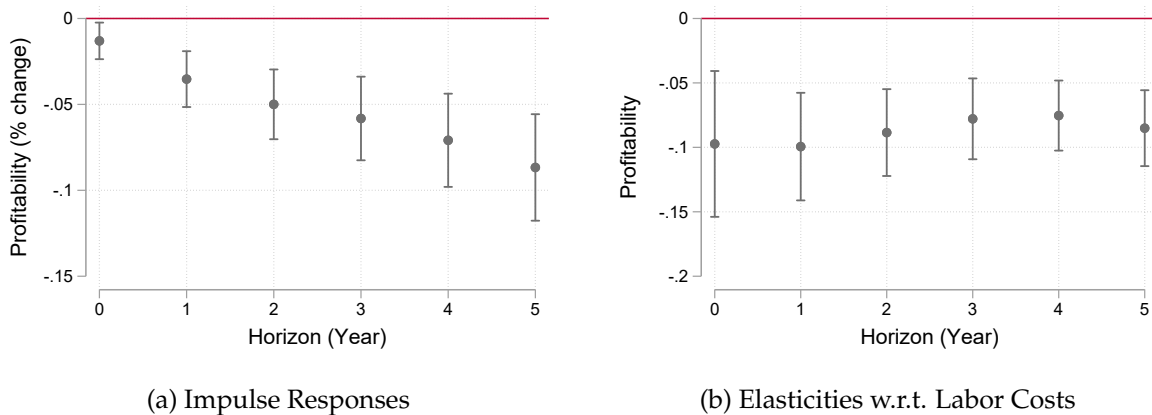 0
-.05
-.1
-.15
Profitability (% change)
0 1 2 3 4 5
Horizon (Year)
(a) Impulse Responses
0
-.05
-.1
-.15
-.2
Profitability
0 1 2 3 4 5
Horizon (Year)
(b) Elasticities w.r.t. Labor Costs